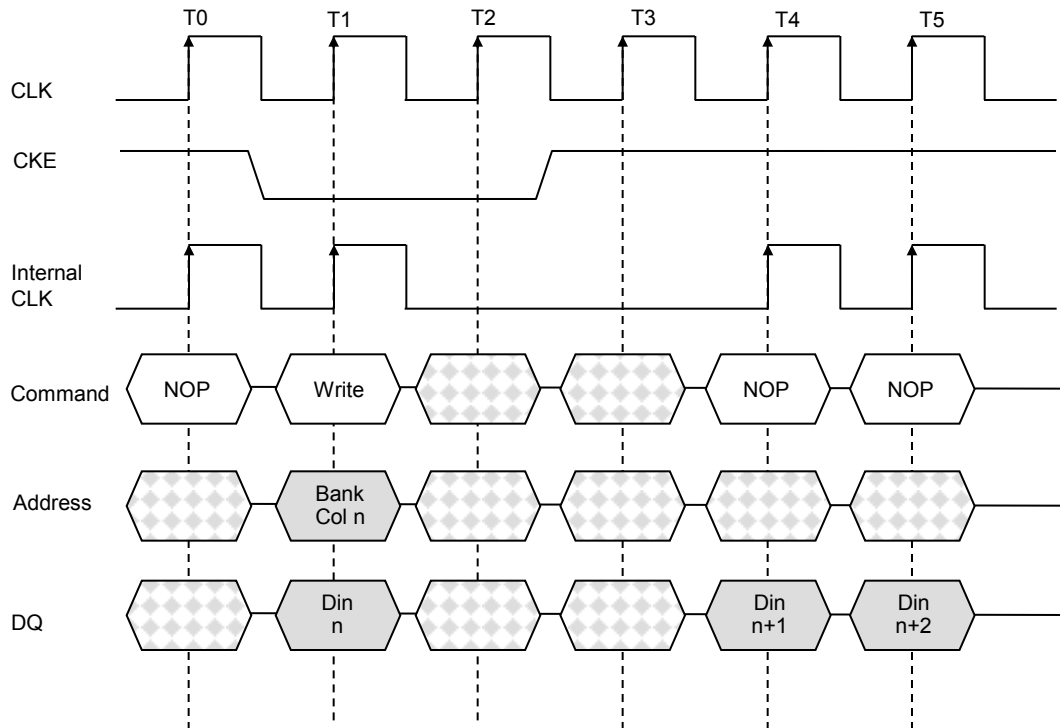 T0 T1 T2 T3 T4 T5
CLK
CKE
Internal
CLK
Command NOP Write NOP NOP
Address Bank
Col n
DQ Din
n Din
n+1 Din
n+2